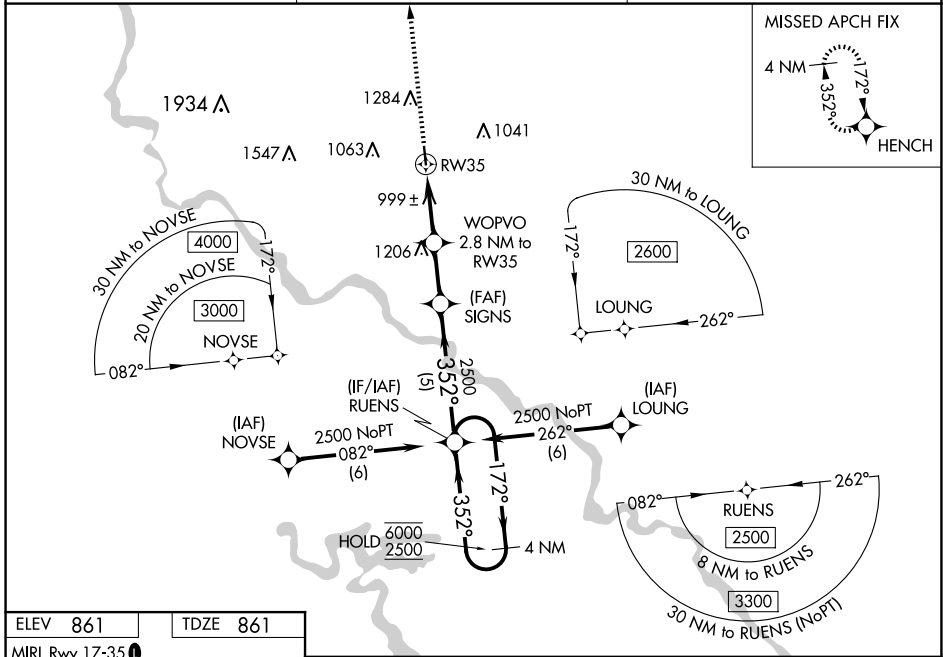 MISSED APCH FIX
4 NM
172°
352°
HENCH
1934
1284
1041
1547
1063
RW35
999 ±
WOPVO
2.8 NM to
RW35
1206
(FAF)
SIGNS
30 NM to NOVSE
4000
172°
20 NM to NOVSE
3000
NOVSE
082°
30 NM to LOUNG
172°
2600
LOUNG
262°
2500
352°
(5)
(IF/IAF)
RUENS
(IAF)
NOVSE
2500 NoPT
082°
(6)
(IAF)
LOUNG
2500 NoPT
262°
(6)
172°
352°
HOLD
6000
2500
4 NM
082°
262°
RUENS
2500
8 NM to RUENS
3300
30 NM to RUENS (NoPT)
ELEV 861
TDZE 861
MIRL Rwy 17-35 L